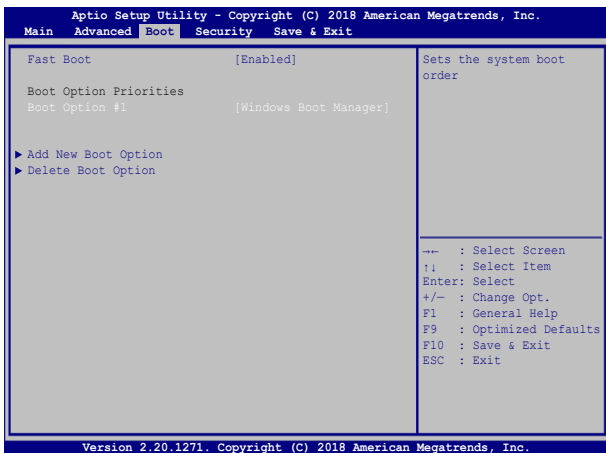 Aptio Setup Utility - Copyright (C) 2018 American Megatrends, Inc.
Main Advanced Boot Security Save & Exit
Fast Boot [Enabled]
Boot Option Priorities
Boot Option #1 [Windows Boot Manager]
▶ Add New Boot Option
▶ Delete Boot Option
Sets the system boot
order
→← : Select Screen
↑↓ : Select Item
Enter: Select
+/— : Change Opt.
F1 : General Help
F9 : Optimized Defaults
F10 : Save & Exit
ESC : Exit
Version 2.20.1271. Copyright (C) 2018 American Megatrends, Inc.